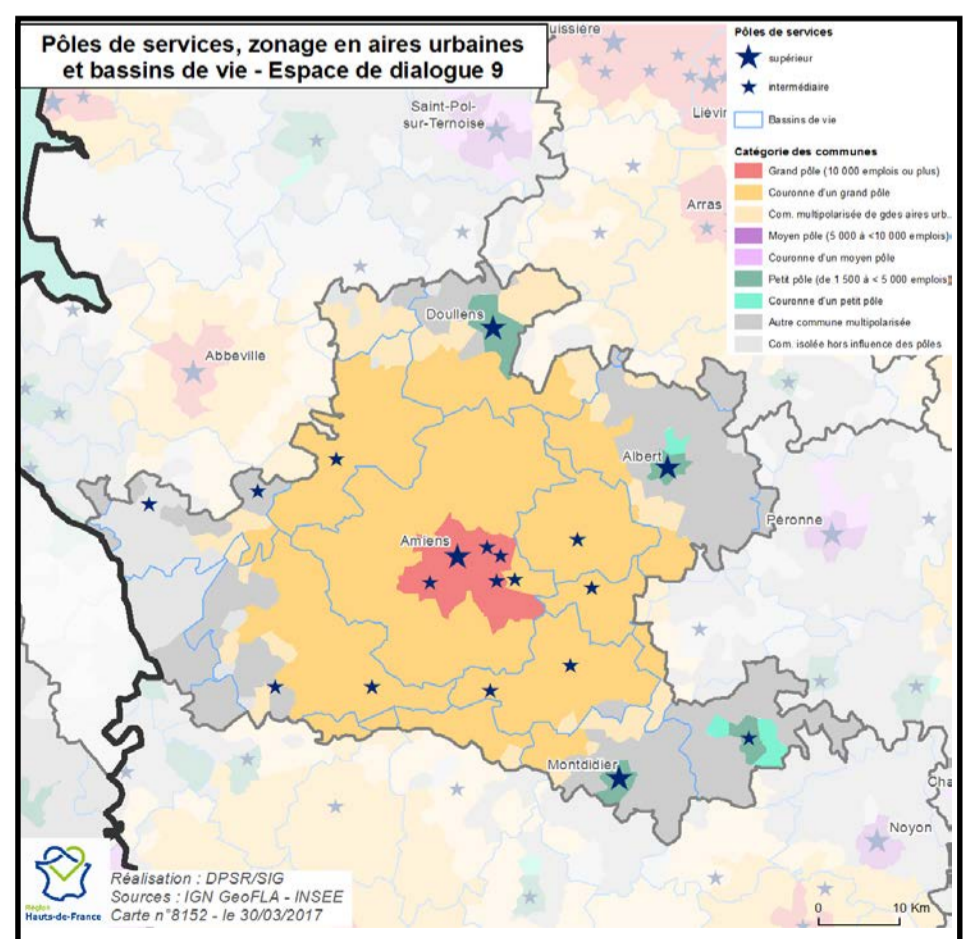 Pôles de services, zonage en aires urbaines
et bassins de vie - Espace de dialogue 9
Pôles de services
supérieur
intermédiaire
Bassins de vie
Catégorie des communes
Grand pôle (10 000 emplois ou plus)
Couronne d'un grand pôle
Com. multipolarisée de gdes aires urb..
Moyen pôle (5 000 à <10 000 emplois)
Couronne d'un moyen pôle
Petit pôle (de 1 500 à < 5 000 emplois)
Couronne d'un petit pôle
Autre commune multipolarisée
Com. isolée hors influence des pôles
uissière
Saint-Pol-
sur-Ternoise
Liévin
Arras
Doullens
Abbeville
Albert
Péronne
Amiens
Montdidier
Cha
Noyon
Région
Hauts-de-France
Réalisation : DPSR/SIG
Sources : IGN GeoFLA - INSEE
Carte n°8152 - le 30/03/2017
0 10 Km